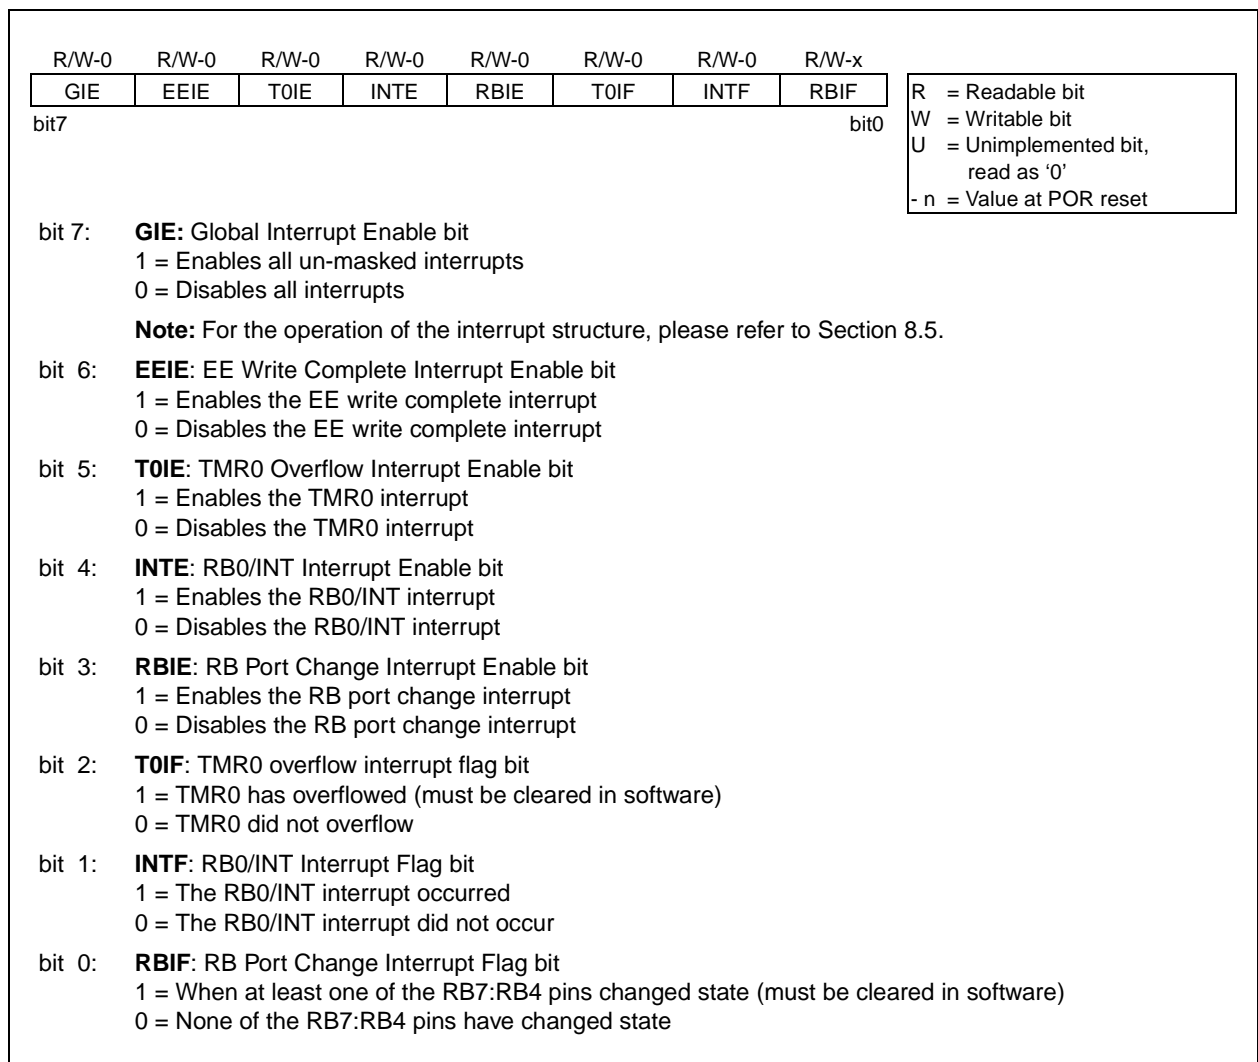 R/W-0 R/W-0 R/W-0 R/W-0 R/W-0 R/W-0 R/W-0 R/W-x
GIE EEIE T0IE INTE RBIE T0IF INTF RBIF
bit7 bit0
R = Readable bit
W = Writable bit
U = Unimplemented bit,
read as ‘0’
- n = Value at POR reset
bit 7: GIE: Global Interrupt Enable bit
1 = Enables all un-masked interrupts
0 = Disables all interrupts
Note: For the operation of the interrupt structure, please refer to Section 8.5.
bit 6: EEIE: EE Write Complete Interrupt Enable bit
1 = Enables the EE write complete interrupt
0 = Disables the EE write complete interrupt
bit 5: T0IE: TMR0 Overflow Interrupt Enable bit
1 = Enables the TMR0 interrupt
0 = Disables the TMR0 interrupt
bit 4: INTE: RB0/INT Interrupt Enable bit
1 = Enables the RB0/INT interrupt
0 = Disables the RB0/INT interrupt
bit 3: RBIE: RB Port Change Interrupt Enable bit
1 = Enables the RB port change interrupt
0 = Disables the RB port change interrupt
bit 2: T0IF: TMR0 overflow interrupt flag bit
1 = TMR0 has overflowed (must be cleared in software)
0 = TMR0 did not overflow
bit 1: INTF: RB0/INT Interrupt Flag bit
1 = The RB0/INT interrupt occurred
0 = The RB0/INT interrupt did not occur
bit 0: RBIF: RB Port Change Interrupt Flag bit
1 = When at least one of the RB7:RB4 pins changed state (must be cleared in software)
0 = None of the RB7:RB4 pins have changed state